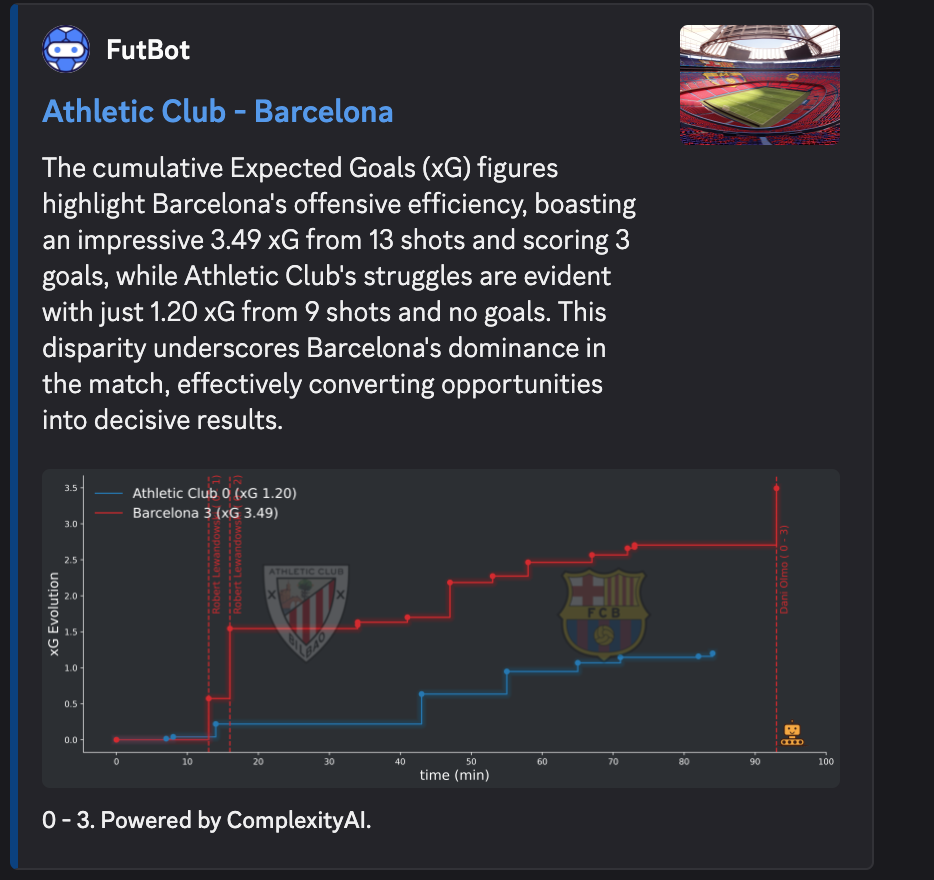 FutBot
Athletic Club - Barcelona
The cumulative Expected Goals (xG) figures
highlight Barcelona's offensive efficiency, boasting
an impressive 3.49 xG from 13 shots and scoring 3
goals, while Athletic Club's struggles are evident
with just 1.20 xG from 9 shots and no goals. This
disparity underscores Barcelona's dominance in
the match, effectively converting opportunities
into decisive results.
Athletic Club 0 (xG 1.20)
Barcelona 3 (xG 3.49)
3.5
3.0
2.5
2.0
1.5
1.0
0.5
0.0
xG Evolution
Robert Lewandowski
Robert Lewandowski
ATHLETIC CLUB
BILBAO
FCB
Dani Olmo ( 0 - 3)
0 10 20 30 40 50 60 70 80 90 100
time (min)
0 - 3. Powered by ComplexityAI.